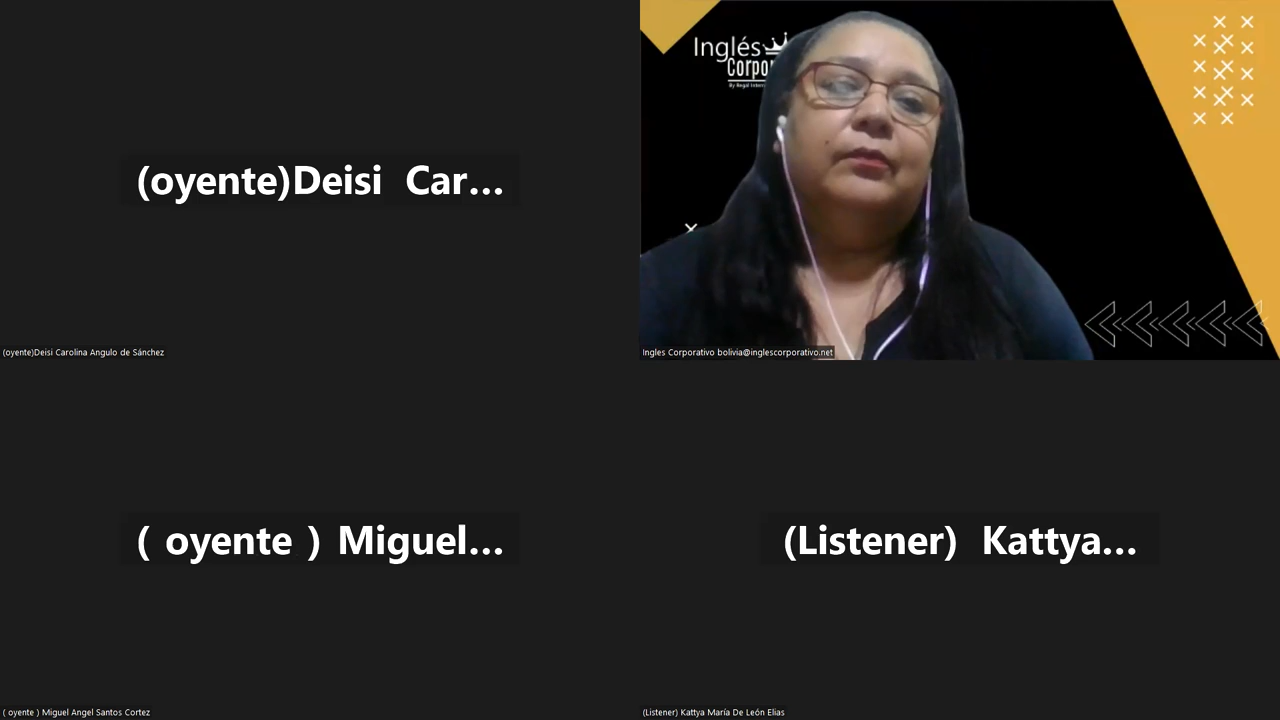 (oyente)Deisi Car...
(oyente)Deisi Carolina Angulo de Sánchez
Inglés
Corpo
Ingles Corporativo bolivia@inglescorporativo.net
( oyente ) Miguel...
( oyente ) Miguel Angel Santos Cortez
(Listener) Kattya...
(Listener) Kattya María De León Elias